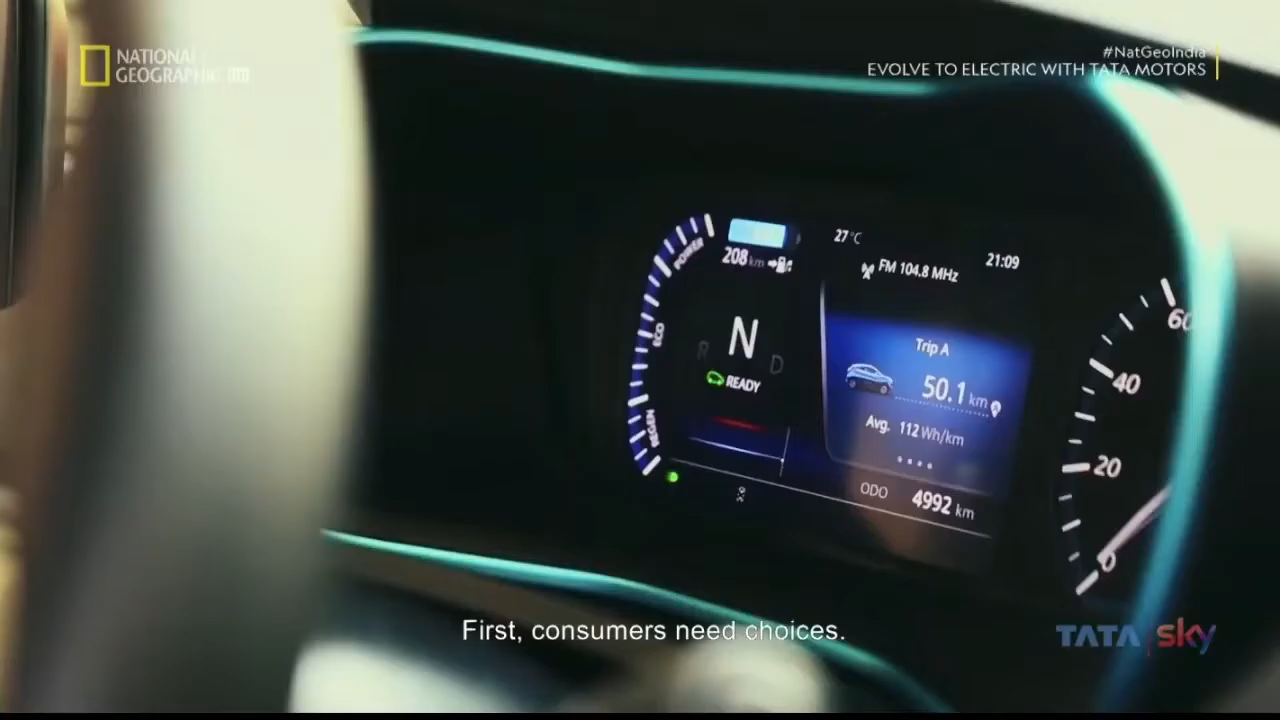 NATIONAL
GEOGRAPHIC
#NatGeoIndia
EVOLVE TO ELECTRIC WITH TATA MOTORS
POWER
ECO
REGEN
208 km
27°C
FM 104.8 MHz
21:09
R N D
READY
Trip A
50.1 km
Avg. 112 Wh/km
ODO 4992 km
60
40
20
0
First, consumers need choices.
TATA sky